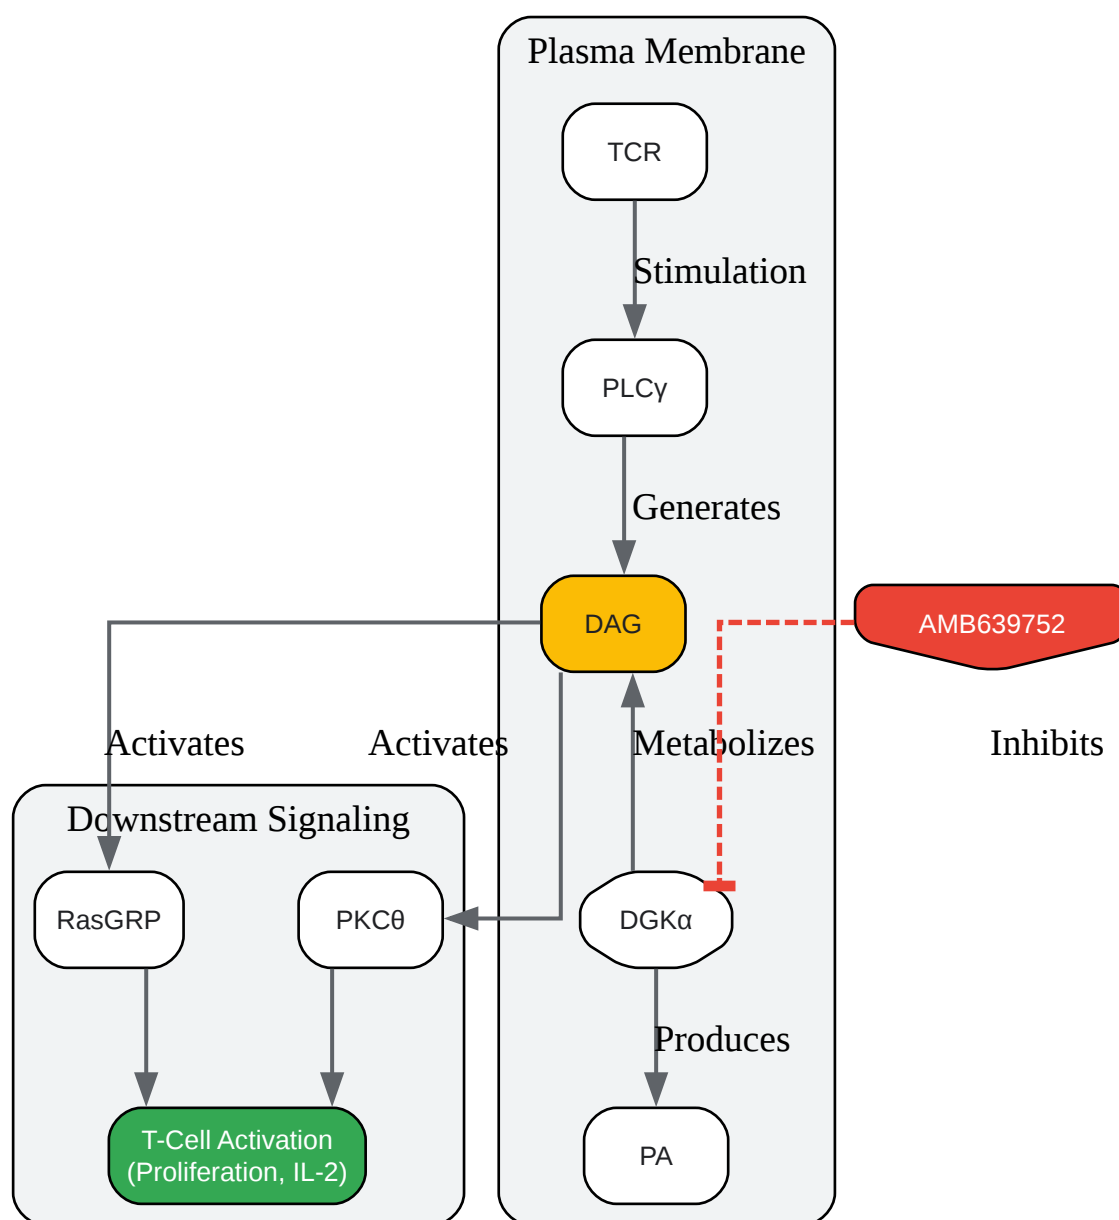 Plasma Membrane
TCR
Stimulation
PLCγ
Generates
DAG
AMB639752
Activates
Activates
Metabolizes
Inhibits
Downstream Signaling
RasGRP
PKCθ
DGKα
Produces
T-Cell Activation
(Proliferation, IL-2)
PA